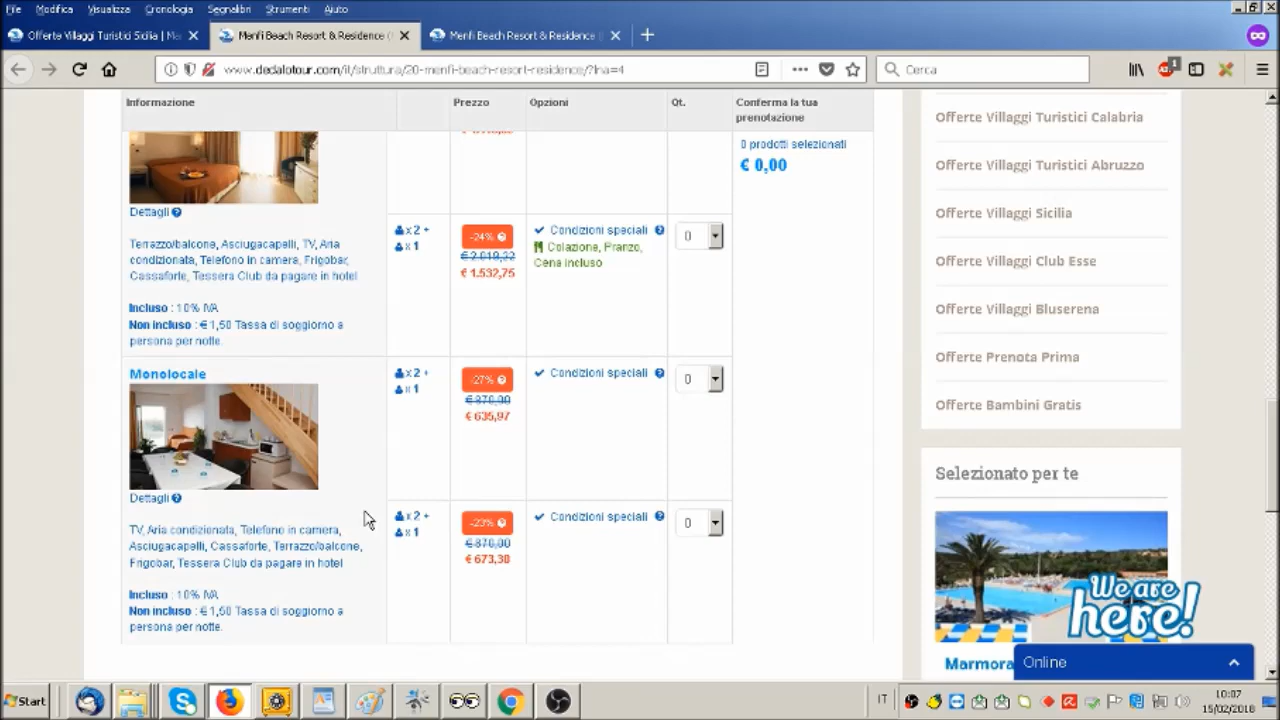 File Modifica Visualizza Cronologia Segnalibri Strumenti Aiuto
Offerte Villaggi Turistici Sicilia | Ma
Menfi Beach Resort & Residence (
Menfi Beach Resort & Residence (
www.dedalotour.com/it/struttura/20-menfi-beach-resort-residence/?lna=4
Cerca
1
Informazione
Prezzo
Opzioni
Qt.
Conferma la tua
prenotazione
0 prodotti selezionati
€ 0,00
Dettagli
Terrazzo/balcone, Asciugacapelli, TV, Aria
condizionata, Telefono in camera, Frigobar,
Cassaforte, Tessera Club da pagare in hotel
Incluso : 10% IVA
Non incluso : € 1,50 Tassa di soggiorno a
persona per notte.
x 2 +
x 1
-24%
€ 1.532,75
Condizioni speciali
Colazione, Pranzo,
Cena incluso
0
Monolocale
Dettagli
TV, Aria condizionata, Telefono in camera,
Asciugacapelli, Cassaforte, Terrazzo/balcone,
Frigobar, Tessera Club da pagare in hotel
Incluso : 10% IVA
Non incluso : € 1,50 Tassa di soggiorno a
persona per notte.
x 2 +
x 1
-27%
€ 870,00
€ 635,97
Condizioni speciali
0
x 2 +
x 1
-23%
€ 870,00
€ 673,38
Condizioni speciali
0
Offerte Villaggi Turistici Calabria
Offerte Villaggi Turistici Abruzzo
Offerte Villaggi Sicilia
Offerte Villaggi Club Esse
Offerte Villaggi Bluserena
Offerte Prenota Prima
Offerte Bambini Gratis
Selezionato per te
We are
here!
Marmora
Online
Start
IT
10:07
15/02/2018